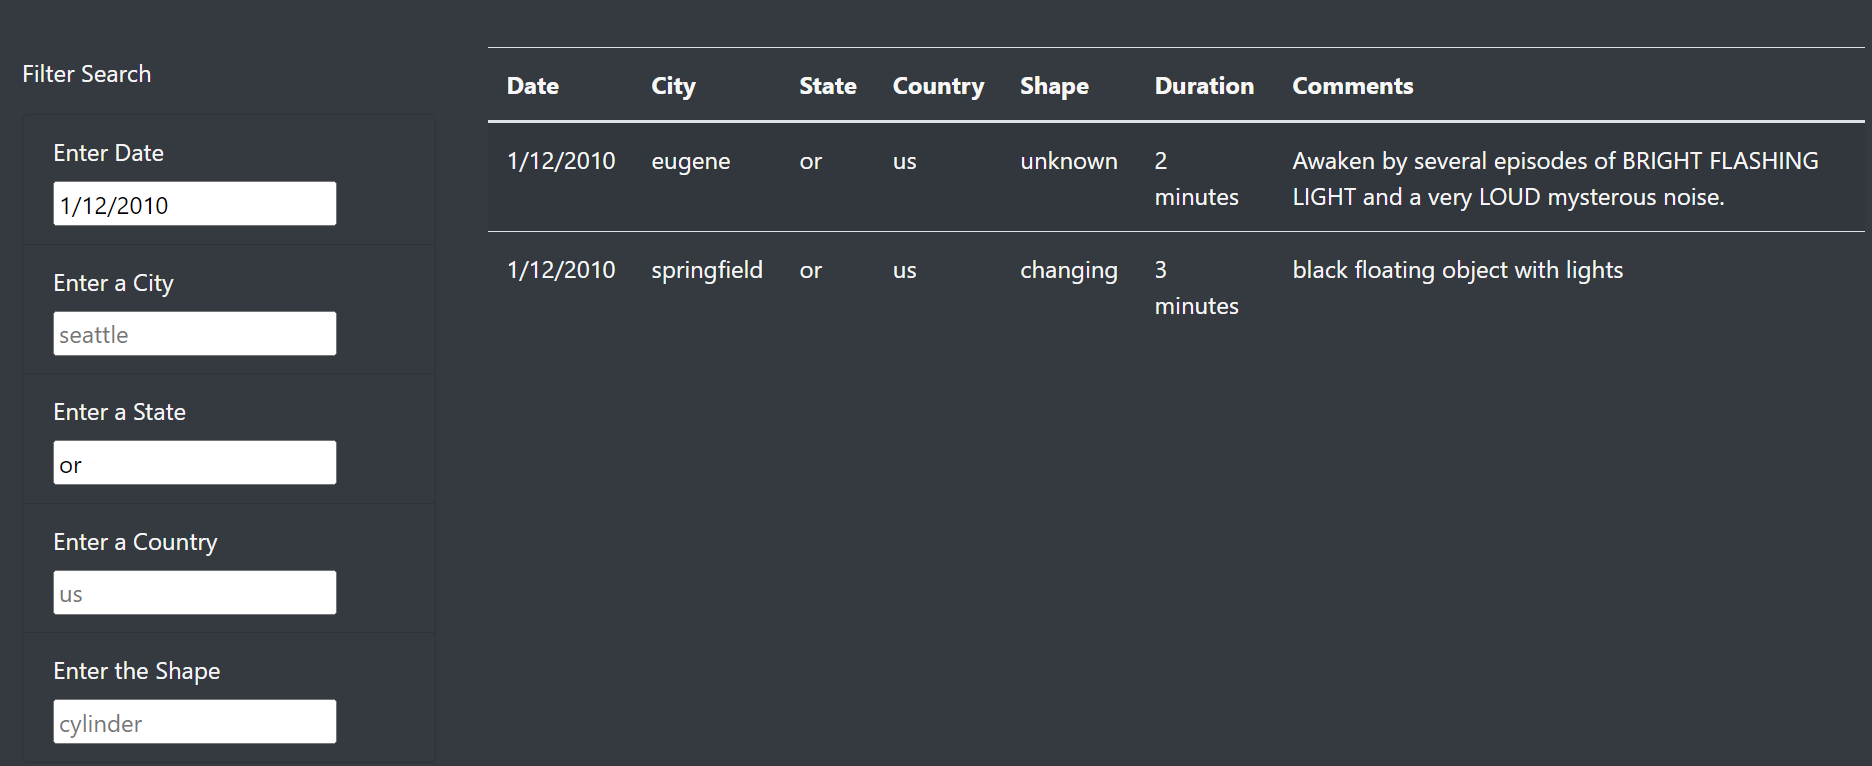 Filter Search
Enter Date
1/12/2010
Enter a City
seattle
Enter a State
or
Enter a Country
us
Enter the Shape
cylinder
Date City State Country Shape Duration Comments
1/12/2010 eugene or us unknown 2 Awaken by several episodes of BRIGHT FLASHING
minutes LIGHT and a very LOUD mysterous noise.
1/12/2010 springfield or us changing 3 black floating object with lights
minutes